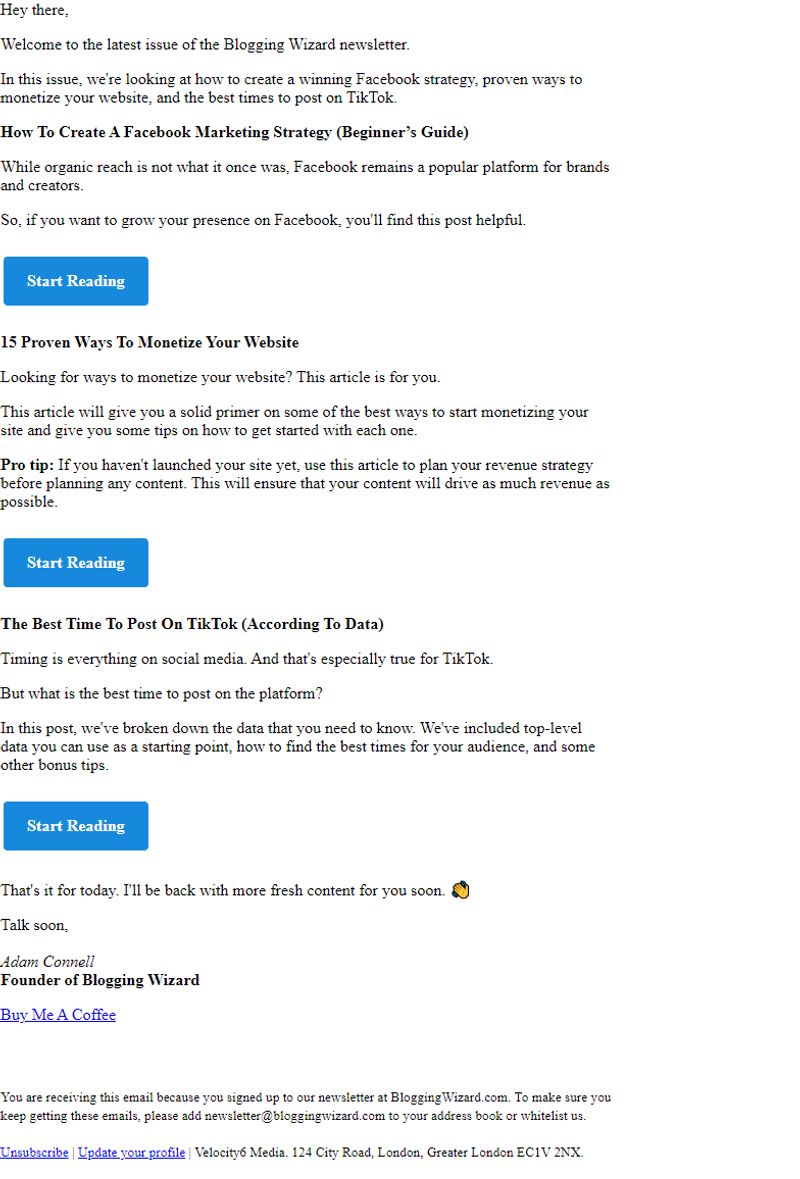 Hey there,
Welcome to the latest issue of the Blogging Wizard newsletter.
In this issue, we're looking at how to create a winning Facebook strategy, proven ways to
monetize your website, and the best times to post on TikTok.
How To Create A Facebook Marketing Strategy (Beginner’s Guide)
While organic reach is not what it once was, Facebook remains a popular platform for brands
and creators.
So, if you want to grow your presence on Facebook, you'll find this post helpful.
Start Reading
15 Proven Ways To Monetize Your Website
Looking for ways to monetize your website? This article is for you.
This article will give you a solid primer on some of the best ways to start monetizing your
site and give you some tips on how to get started with each one.
Pro tip: If you haven't launched your site yet, use this article to plan your revenue strategy
before planning any content. This will ensure that your content will drive as much revenue as
possible.
Start Reading
The Best Time To Post On TikTok (According To Data)
Timing is everything on social media. And that's especially true for TikTok.
But what is the best time to post on the platform?
In this post, we've broken down the data that you need to know. We've included top-level
data you can use as a starting point, how to find the best times for your audience, and some
other bonus tips.
Start Reading
That's it for today. I'll be back with more fresh content for you soon. 👋
Talk soon,
Adam Connell
Founder of Blogging Wizard
Buy Me A Coffee
You are receiving this email because you signed up to our newsletter at BloggingWizard.com. To make sure you
keep getting these emails, please add newsletter@bloggingwizard.com to your address book or whitelist us.
Unsubscribe | Update your profile | Velocity6 Media. 124 City Road, London, Greater London EC1V 2NX.